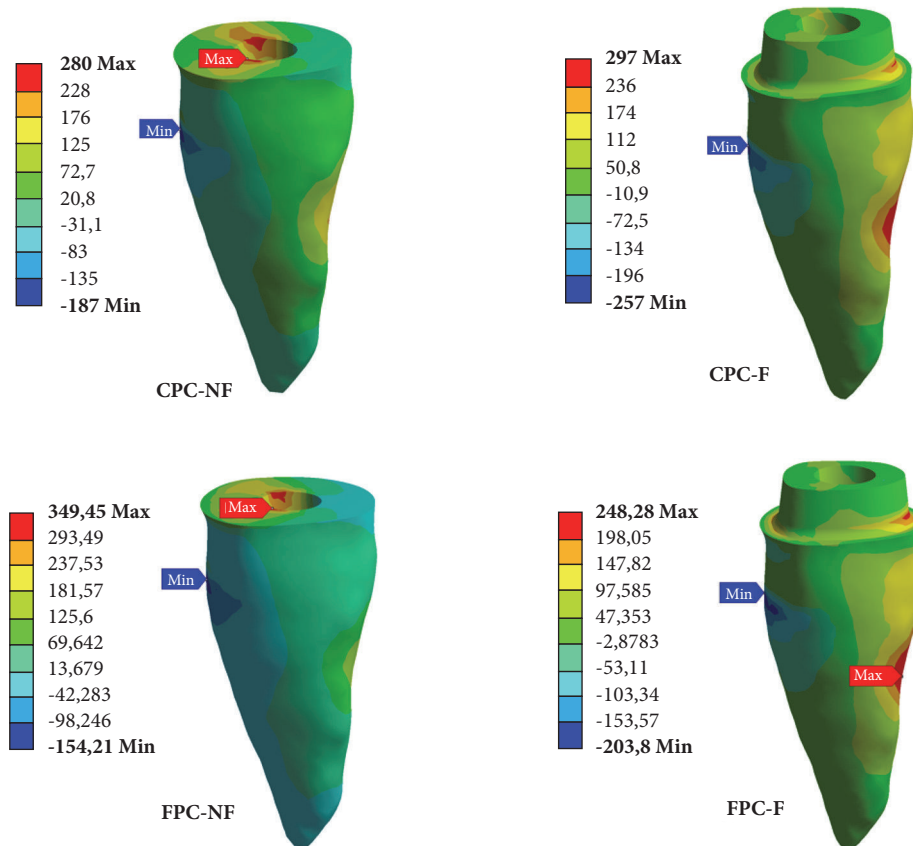 280 Max
228
176
125
72,7
20,8
-31,1
-83
-135
-187 Min
Max
Min
CPC-NF
297 Max
236
174
112
50,8
-10,9
-72,5
-134
-196
-257 Min
Min
CPC-F
349,45 Max
293,49
237,53
181,57
125,6
69,642
13,679
-42,283
-98,246
-154,21 Min
Max
Min
FPC-NF
248,28 Max
198,05
147,82
97,585
47,353
-2,8783
-53,11
-103,34
-153,57
-203,8 Min
Min
Max
FPC-F